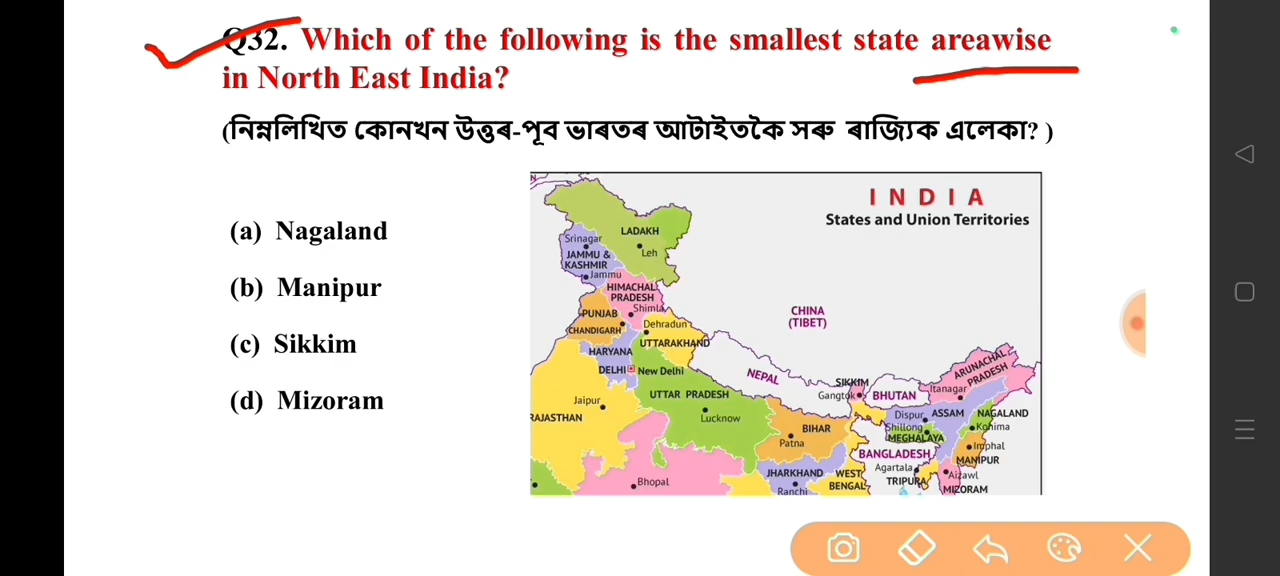 Q32. Which of the following is the smallest state areawise
in North East India?
(নিম্নলিখিত কোনখন উত্তৰ-পূব ভাৰতৰ আটাইতকৈ সৰু ৰাজ্যিক এলেকা? )
(a) Nagaland
(b) Manipur
(c) Sikkim
(d) Mizoram
INDIA
States and Union Territories
LADAKH
Leh
Srinagar
JAMMU &
KASHMIR
Jammu
HIMACHAL
PRADESH
Shimla
PUNJAB
CHANDIGARH
Dehradun
UTTARAKHAND
HARYANA
DELHI
New Delhi
CHINA
(TIBET)
NEPAL
UTTAR PRADESH
Lucknow
Jaipur
RAJASTHAN
SIKKIM
Gangtok
BHUTAN
ARUNACHAL
PRADESH
Itanagar
Dispur
ASSAM
NAGALAND
Kohima
Shillong
MEGHALAYA
BIHAR
Patna
BANGLADESH
Imphal
MANIPUR
Agartala
TRIPURA
Aizawl
MIZORAM
JHARKHAND
Ranchi
WEST
BENGAL
Bhopal